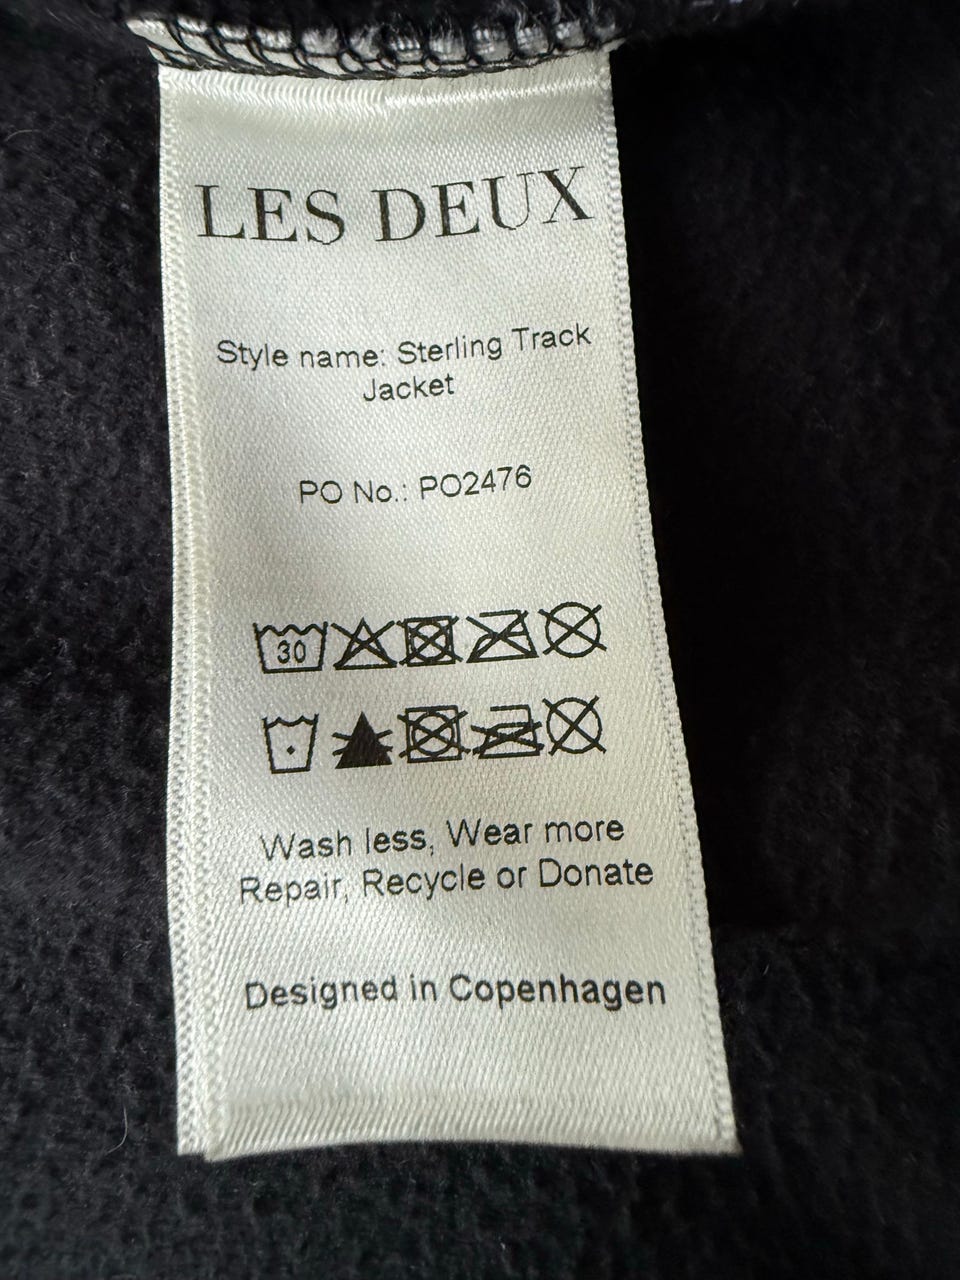 LES DEUX
Style name: Sterling Track
Jacket
PO No.: PO2476
30
Wash less, Wear more
Repair, Recycle or Donate
Designed in Copenhagen